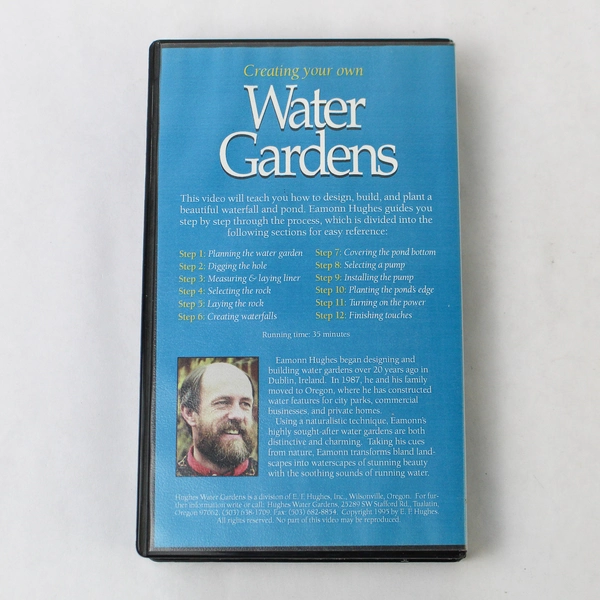 Creating your own
Water
Gardens
This video will teach you how to design, build, and plant a
beautiful waterfall and pond. Eamonn Hughes guides you
step by step through the process, which is divided into the
following sections for easy reference:
Step 1: Planning the water garden
Step 2: Digging the hole
Step 3: Measuring & laying liner
Step 4: Selecting the rock
Step 5: Laying the rock
Step 6: Creating waterfalls
Step 7: Covering the pond bottom
Step 8: Selecting a pump
Step 9: Installing the pump
Step 10: Planting the pond's edge
Step 11: Turning on the power
Step 12: Finishing touches
Running time: 35 minutes
Eamonn Hughes began designing and
building water gardens over 20 years ago in
Dublin, Ireland. In 1987, he and his family
moved to Oregon, where he has constructed
water features for city parks, commercial
businesses, and private homes.
Using a naturalistic technique, Eamonn's
highly sought-after water gardens are both
distinctive and charming. Taking his cues
from nature, Eamonn transforms bland land-
scapes into waterscapes of stunning beauty
with the soothing sounds of running water.
Hughes Water Gardens is a division of E. F. Hughes, Inc., Wilsonville, Oregon. For fur-
ther information write or call: Hughes Water Gardens, 25289 SW Stafford Rd., Tualatin,
Oregon 97062, (503) 638-1709. Fax: (503) 682-8834. Copyright 1995 by E. F. Hughes.
All rights reserved. No part of this video may be reproduced.